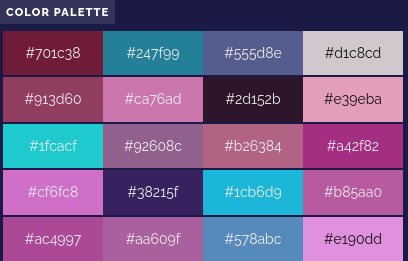 COLOR PALETTE
#701c38 #247f99 #555d8e #d1c8cd
#913d60 #ca76ad #2d152b #e39eba
#1fcacf #92608c #b26384 #a42f82
#cf6fc8 #38215f #1cb6d9 #b85aa0
#ac4997 #aa609f #578abc #e190dd